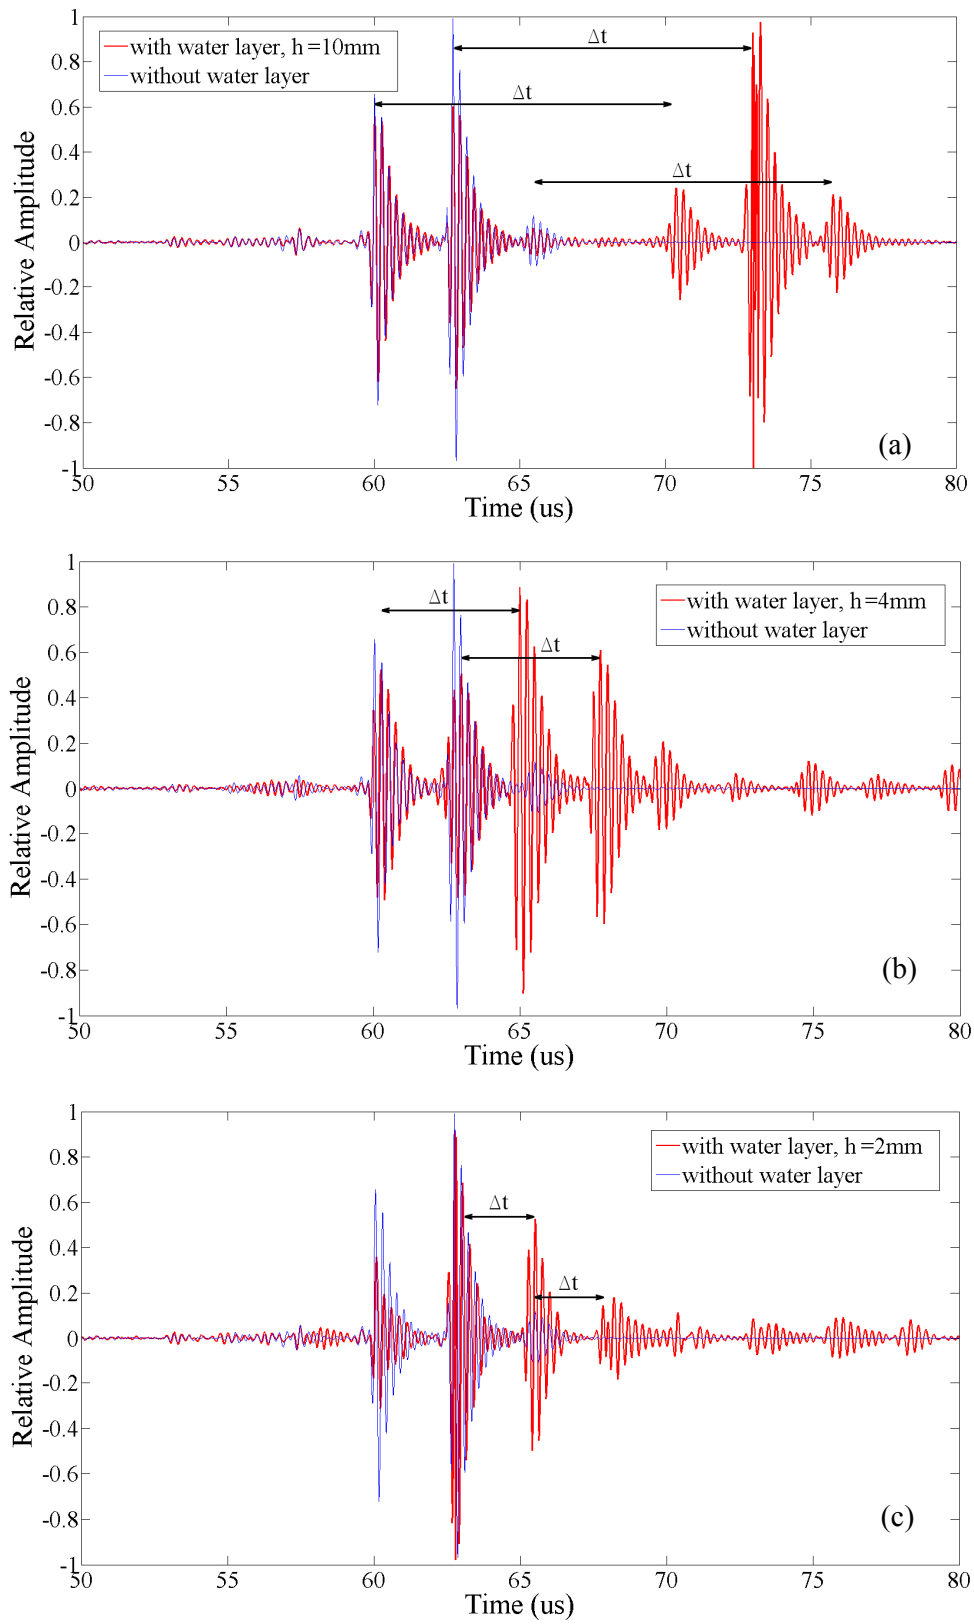 1
0.8
0.6
0.4
0.2
0
-0.2
-0.4
-0.6
-0.8
-1
Relative Amplitude
with water layer, h=10mm
without water layer
Δt
Δt
Δt
(a)
50
55
60
65
70
75
80
Time (us)
1
0.8
0.6
0.4
0.2
0
-0.2
-0.4
-0.6
-0.8
-1
Relative Amplitude
with water layer, h=4mm
without water layer
Δt
Δt
(b)
50
55
60
65
70
75
80
Time (us)
1
0.8
0.6
0.4
0.2
0
-0.2
-0.4
-0.6
-0.8
-1
Relative Amplitude
with water layer, h=2mm
without water layer
Δt
Δt
(c)
50
55
60
65
70
75
80
Time (us)